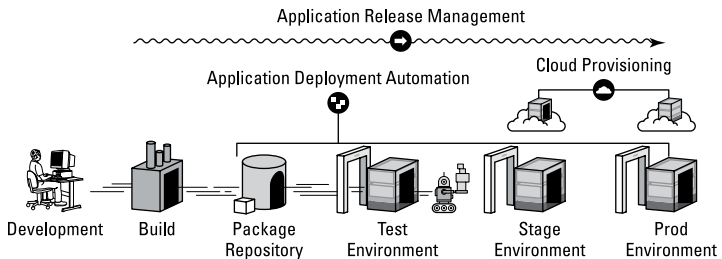 Application Release Management
Application Deployment Automation
Cloud Provisioning
Development
Build
Package
Repository
Test
Environment
Stage
Environment
Prod
Environment